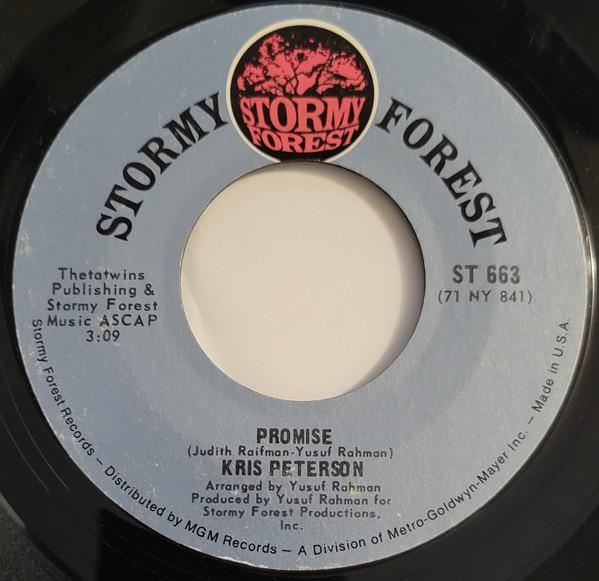 STORMY
FOREST
STORMY FOREST
Thetatwins
Publishing &
Stormy Forest
Music ASCAP
3:09
ST 663
(71 NY 841)
PROMISE
(Judith Raifman-Yusuf Rahman)
KRIS PETERSON
Arranged by Yusuf Rahman
Produced by Yusuf Rahman for
Stormy Forest Productions,
Inc.
Stormy Forest Records – Distributed by MGM Records – A Division of Metro-Goldwyn-Mayer Inc. – Made in U.S.A.